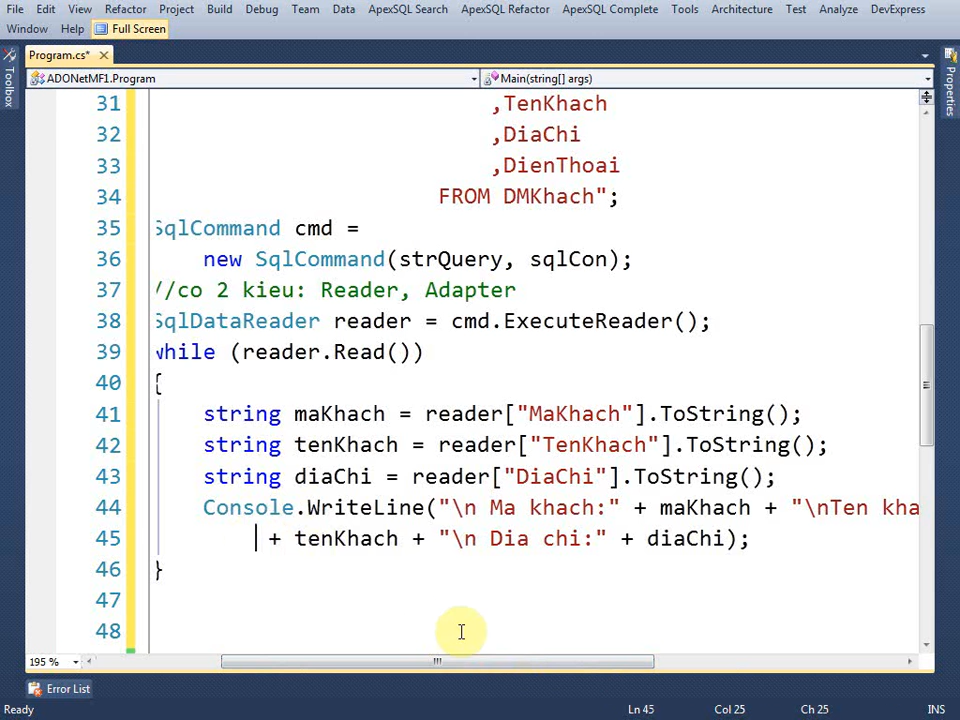 File Edit View Refactor Project Build Debug Team Data ApexSQL Search ApexSQL Refactor ApexSQL Complete Tools Architecture Test Analyze DevExpress
Window Help Full Screen
Program.cs*
Toolbox
Properties
ADONetMF1.Program Main(string[] args)
31 ,TenKhach
32 ,DiaChi
33 ,DienThoai
34 FROM DMKhach";
35 SqlCommand cmd =
36 new SqlCommand(strQuery, sqlCon);
37 //co 2 kieu: Reader, Adapter
38 SqlDataReader reader = cmd.ExecuteReader();
39 while (reader.Read())
40 {
41 string maKhach = reader["MaKhach"].ToString();
42 string tenKhach = reader["TenKhach"].ToString();
43 string diaChi = reader["DiaChi"].ToString();
44 Console.WriteLine("\n Ma khach:" + maKhach + "\nTen kha
45 + tenKhach + "\n Dia chi:" + diaChi);
46 }
47
48
195 %
Error List
Ready Ln 45 Col 25 Ch 25 INS